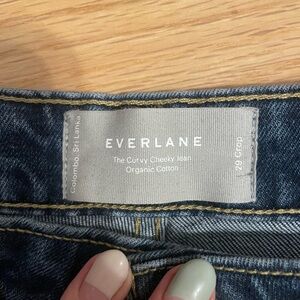 Colombo, Sri Lanka
EVERLANE
The Curvy Cheeky Jean
Organic Cotton
29 Crop